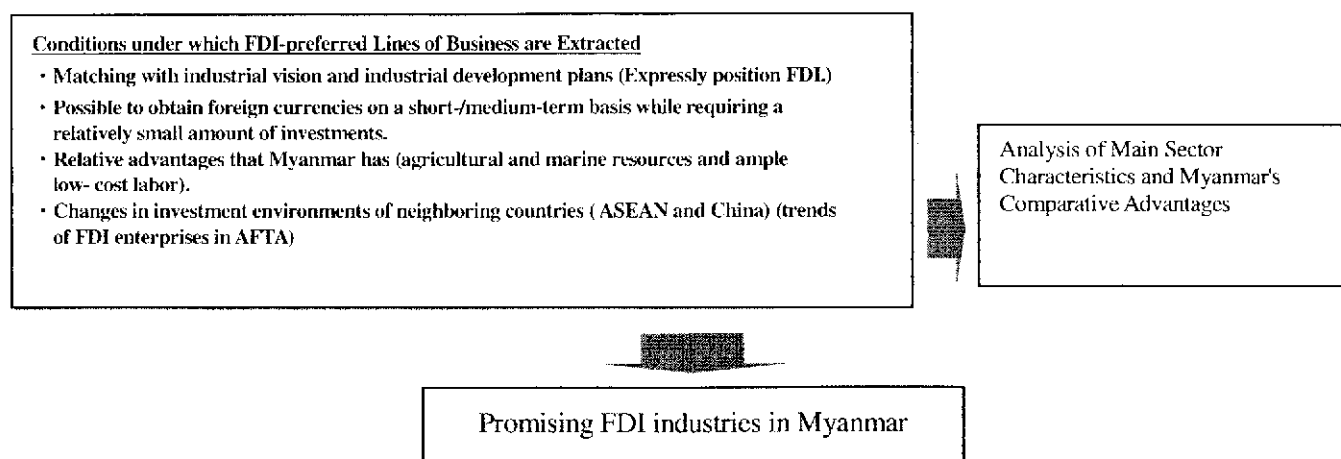 Conditions under which FDI-preferred Lines of Business are Extracted
・Matching with industrial vision and industrial development plans (Expressly position FDI.)
・Possible to obtain foreign currencies on a short-/medium-term basis while requiring a
relatively small amount of investments.
・Relative advantages that Myanmar has (agricultural and marine resources and ample
low- cost labor).
・Changes in investment environments of neighboring countries ( ASEAN and China) (trends
of FDI enterprises in AFTA)
Analysis of Main Sector
Characteristics and Myanmar's
Comparative Advantages
Promising FDI industries in Myanmar